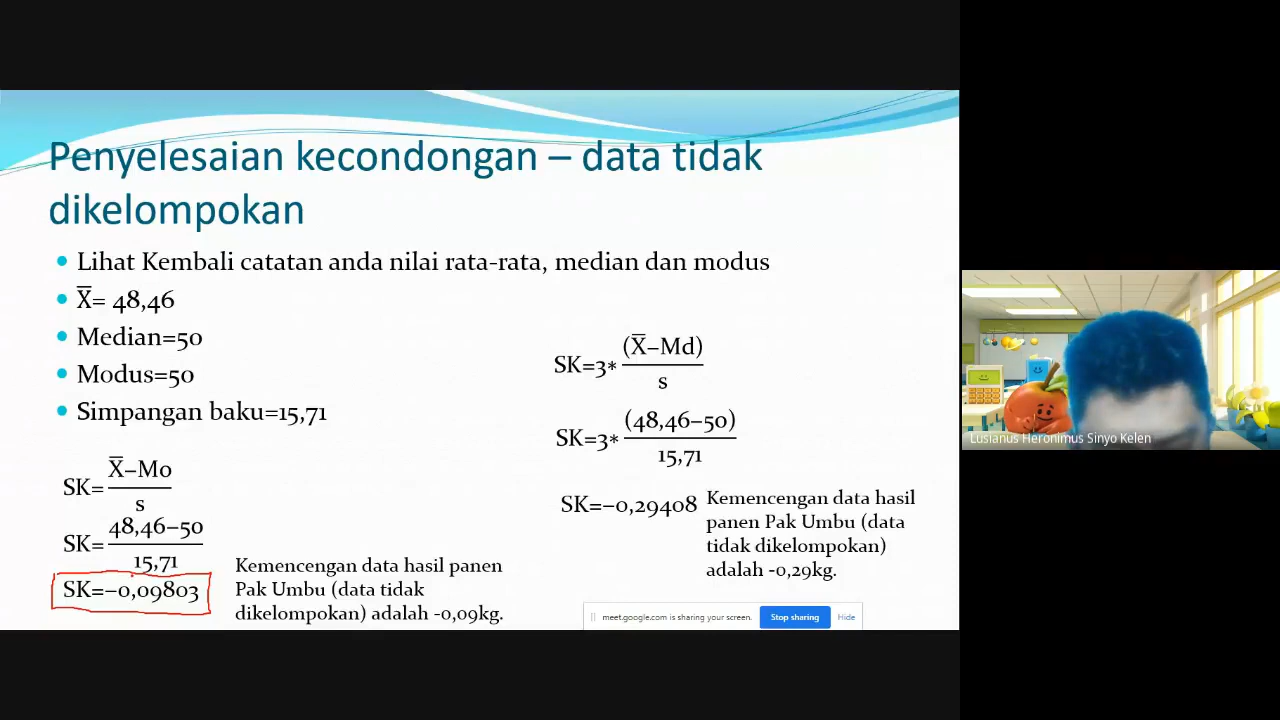 Penyelesaian kecondongan – data tidak
dikelompokan
Lihat Kembali catatan anda nilai rata-rata, median dan modus
X̅= 48,46
Median=50
Modus=50
Simpangan baku=15,71
SK= X̅−Mo
s
SK= 48,46−50
15,71
SK=−0,09803
Kemencengan data hasil panen
Pak Umbu (data tidak
dikelompokan) adalah -0,09kg.
SK=3* (X̅−Md)
s
SK=3* (48,46−50)
15,71
SK=−0,29408
Kemencengan data hasil
panen Pak Umbu (data
tidak dikelompokan)
adalah -0,29kg.
meet.google.com is sharing your screen. Stop sharing Hide
Lusianus Heronimus Sinyo Kelen